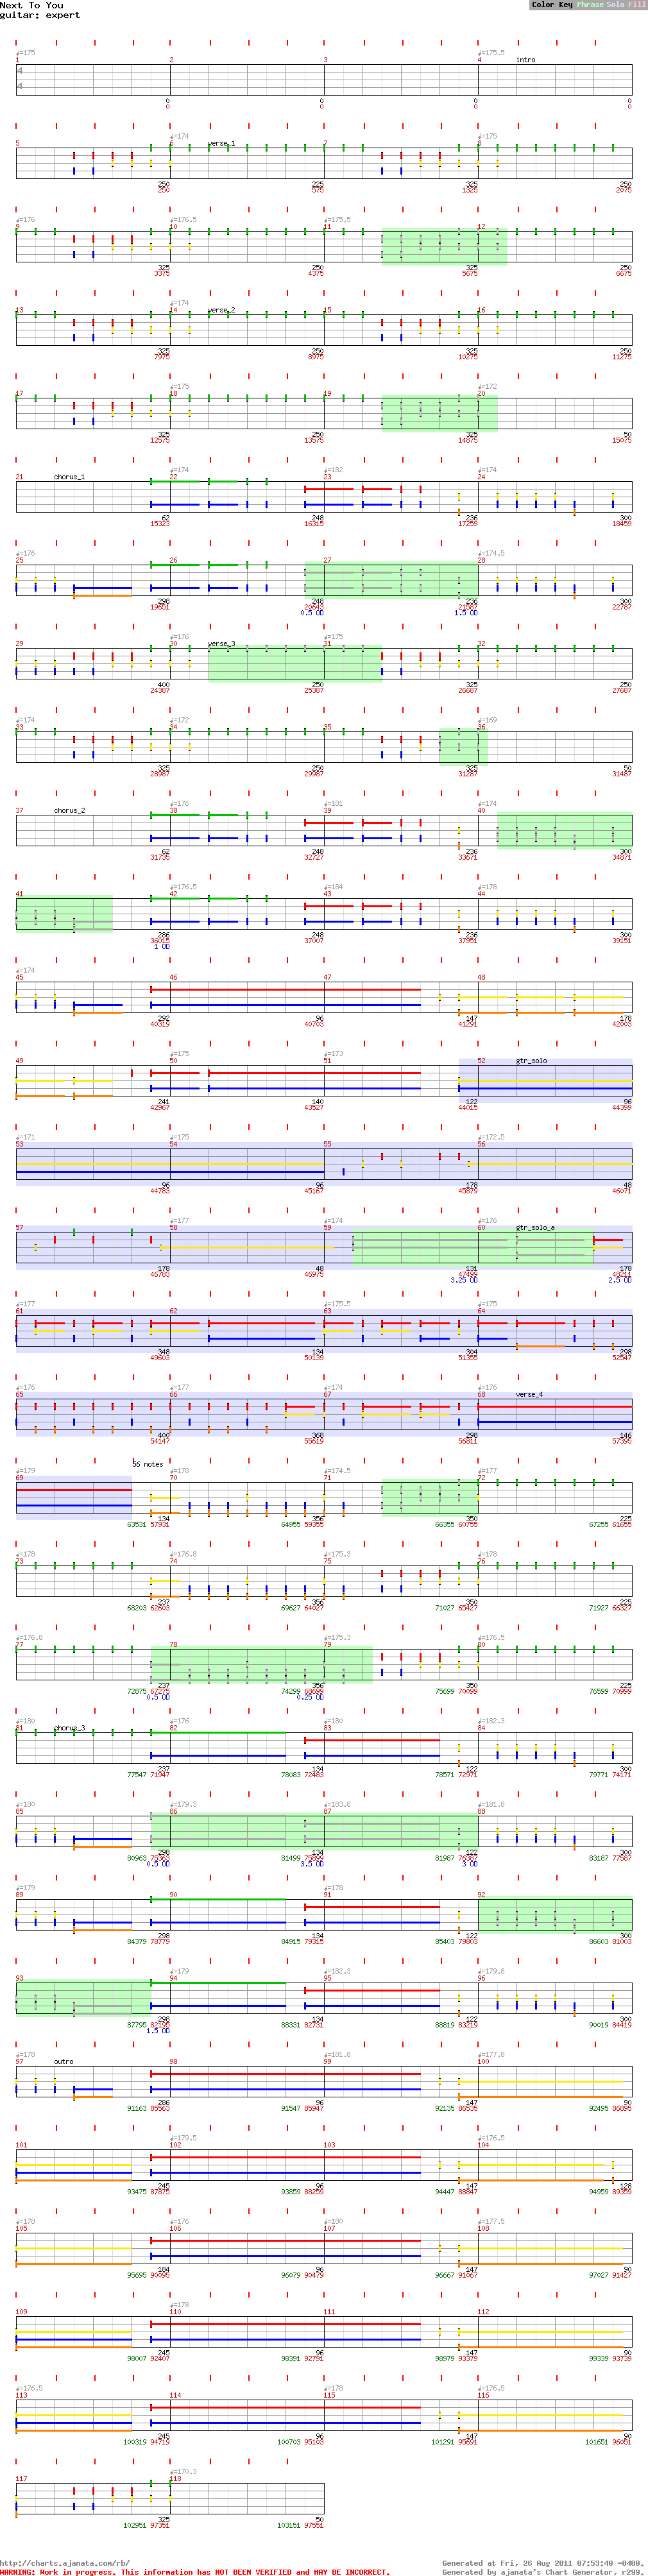 Next To You
guitar: expert
Color Key Phrase Solo Fill
♩=175 ♩=175.5
1 2 3 4 intro
4
4
0 0 0 0
0 0 0 0
♩=174 ♩=175
5 6 verse_1 7 8
250 325 325 250
250 575 1325 2075
♩=176 ♩=176.5 ♩=175.5
9 10 11 12
325 250 325 250
3375 4375 5675 6675
♩=174
13 14 verse_2 15 16
325 250 325 250
7975 8975 10275 11275
♩=175 ♩=172
17 18 19 20
325 250 325 50
12575 13575 14875 15075
♩=174 ♩=182 ♩=174
21 chorus_1 22 23 24
62 248 236 300
15323 16315 17259 18459
♩=176 ♩=174.5
25 26 27 28
298 248 236 300
19651 20643 21587 22787
0.5 OD 1.5 OD
♩=176 ♩=175
29 30 verse_3 31 32
400 250 325 250
24387 25387 26687 27687
♩=174 ♩=172 ♩=169
33 34 35 36
325 250 325 50
28987 29987 31287 31487
♩=176 ♩=181 ♩=174
37 chorus_2 38 39 40
62 248 236 300
31735 32727 33671 34871
♩=176.5 ♩=184 ♩=178
41 42 43 44
286 248 236 300
36015 37007 37951 39151
1 OD
♩=174
45 46 47 48
292 96 147 178
40319 40703 41291 42003
♩=175 ♩=173
49 50 51 52 gtr_solo
241 140 122 96
42967 43527 44015 44399
♩=171 ♩=175 ♩=172.5
53 54 55 56
96 96 178 48
44783 45167 45879 46071
♩=177 ♩=174 ♩=176
57 58 59 60 gtr_solo_a
178 48 131 178
46783 46975 47499 48211
3.25 OD 2.5 OD
♩=177 ♩=175.5 ♩=175
61 62 63 64
348 134 304 298
49603 50139 51355 52547
♩=176 ♩=177 ♩=174 ♩=176
65 66 67 68 verse_4
400 368 298 146
54147 55619 56811 57395
56 notes
♩=179 ♩=178 ♩=174.5 ♩=177
69 70 71 72
134 356 350 225
63531 57931 64955 59355 66355 60755 67255 61655
♩=178 ♩=176.8 ♩=175.3 ♩=178
73 74 75 76
237 356 350 225
68203 62603 69627 64027 71027 65427 71927 66327
♩=176.8 ♩=175.3 ♩=176.5
77 78 79 80
237 356 350 225
72875 67275 74299 68699 75699 70099 76599 70999
0.5 OD 0.25 OD
♩=180 ♩=176 ♩=180 ♩=182.3
81 chorus_3 82 83 84
237 134 122 300
77547 71947 78083 72483 78571 72971 79771 74171
♩=180 ♩=179.3 ♩=183.8 ♩=181.8
85 86 87 88
298 134 122 300
80963 75363 81499 75899 81987 76387 83187 77587
0.5 OD 3.5 OD 3 OD
♩=179 ♩=178
89 90 91 92
298 134 122 300
84379 78779 84915 79315 85403 79803 86603 81003
♩=179 ♩=182.3 ♩=179.8
93 94 95 96
298 134 122 300
87795 82195 88331 82731 88819 83219 90019 84419
1.5 OD
♩=178 ♩=181.8 ♩=177.8
97 outro 98 99 100
286 96 147 90
91163 85563 91547 85947 92135 86535 92495 86895
♩=179.5 ♩=176.5
101 102 103 104
245 96 147 128
93475 87875 93859 88259 94447 88847 94959 89359
♩=178 ♩=176 ♩=180 ♩=177.5
105 106 107 108
184 96 147 90
95695 90095 96079 90479 96667 91067 97027 91427
♩=178
109 110 111 112
245 96 147 90
98007 92407 98391 92791 98979 93379 99339 93739
♩=176.5 ♩=178 ♩=176.5
113 114 115 116
245 96 147 90
100319 94719 100703 95103 101291 95691 101651 96051
♩=170.3
117 118
325 50
102951 97351 103151 97551
http://charts.ajanata.com/rb/ Generated at Fri, 26 Aug 2011 07:53:40 -0400.
WARNING: Work in progress. This information has NOT BEEN VERIFIED and MAY BE INCORRECT. Generated by ajanata's Chart Generator, r299.